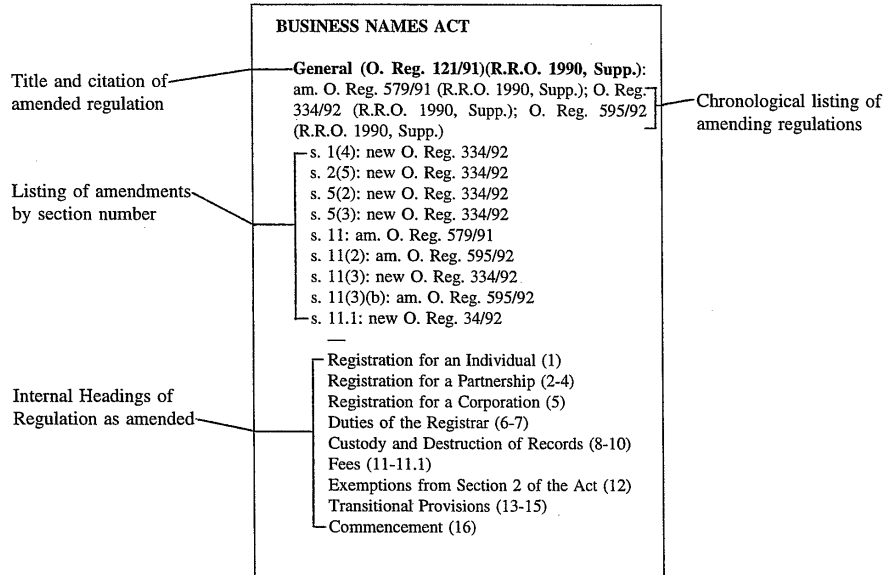 BUSINESS NAMES ACT
General (O. Reg. 121/91)(R.R.O. 1990, Supp.):
am. O. Reg. 579/91 (R.R.O. 1990, Supp.); O. Reg.
334/92 (R.R.O. 1990, Supp.); O. Reg. 595/92
(R.R.O. 1990, Supp.)
s. 1(4): new O. Reg. 334/92
s. 2(5): new O. Reg. 334/92
s. 5(2): new O. Reg. 334/92
s. 5(3): new O. Reg. 334/92
s. 11: am. O. Reg. 579/91
s. 11(2): am. O. Reg. 595/92
s. 11(3): new O. Reg. 334/92
s. 11(3)(b): am. O. Reg. 595/92
s. 11.1: new O. Reg. 34/92
—
Registration for an Individual (1)
Registration for a Partnership (2-4)
Registration for a Corporation (5)
Duties of the Registrar (6-7)
Custody and Destruction of Records (8-10)
Fees (11-11.1)
Exemptions from Section 2 of the Act (12)
Transitional Provisions (13-15)
Commencement (16)
Title and citation of
amended regulation
Listing of amendments
by section number
Internal Headings of
Regulation as amended
Chronological listing of
amending regulations